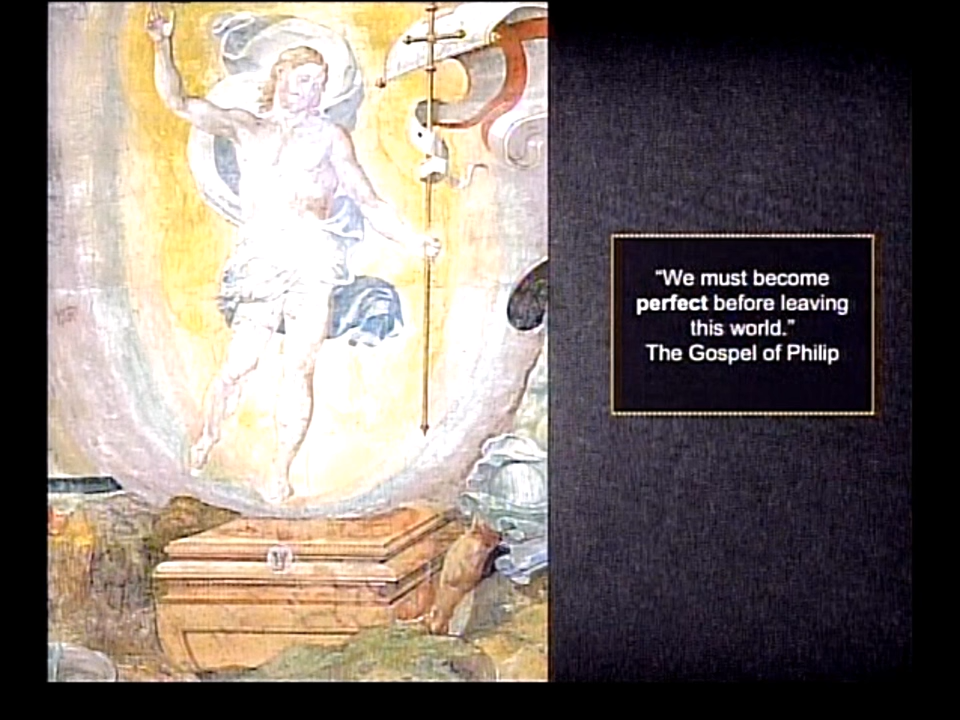 “We must become
perfect before leaving
this world.”
The Gospel of Philip